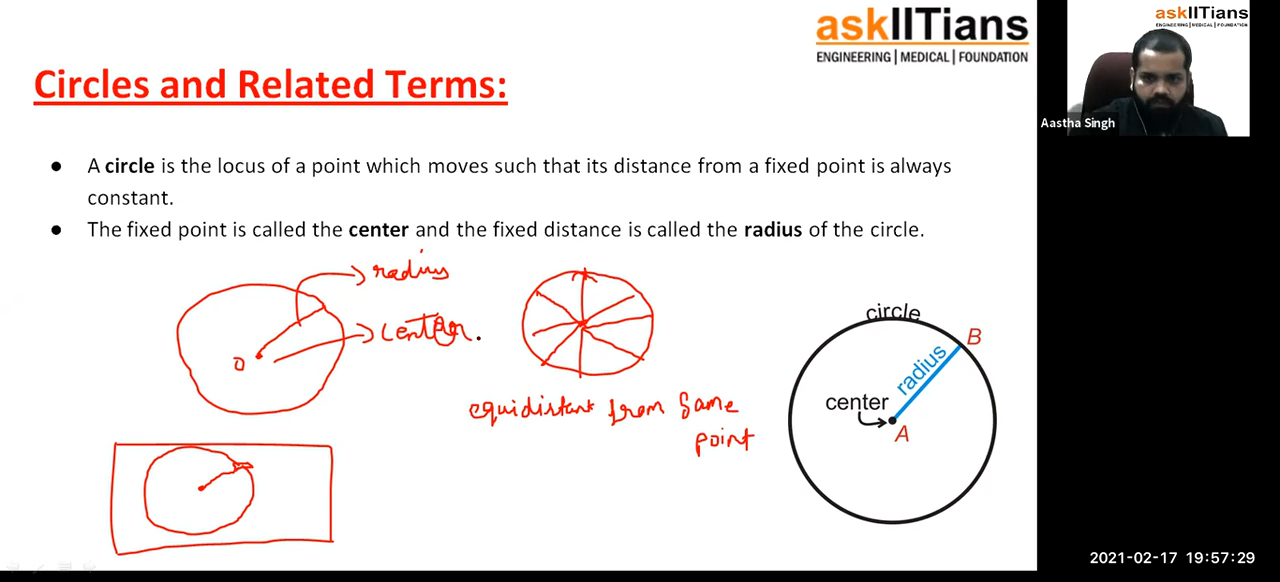 askIITians
ENGINEERING | MEDICAL | FOUNDATION
askIITians
ENGINEERING | MEDICAL | FOUNDATION
Aastha Singh
Circles and Related Terms:
● A circle is the locus of a point which moves such that its distance from a fixed point is always
constant.
● The fixed point is called the center and the fixed distance is called the radius of the circle.
radius
center.
O
equidistant from same
point
circle
B
radius
center
A
2021-02-17 19:57:29